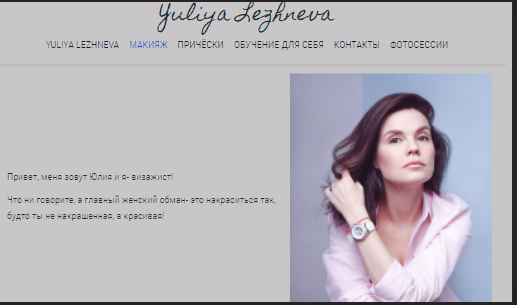 Yuliya Lezhneva
YULIYA LEZHNEVA МАКИЯЖ ПРИЧЁСКИ ОБУЧЕНИЕ ДЛЯ СЕБЯ КОНТАКТЫ ФОТОСЕССИИ
Привет, меня зовут Юлия и я- визажист!
Что ни говорите, а главный женский обман- это накраситься так,
будто ты не накрашенная, а красивая!